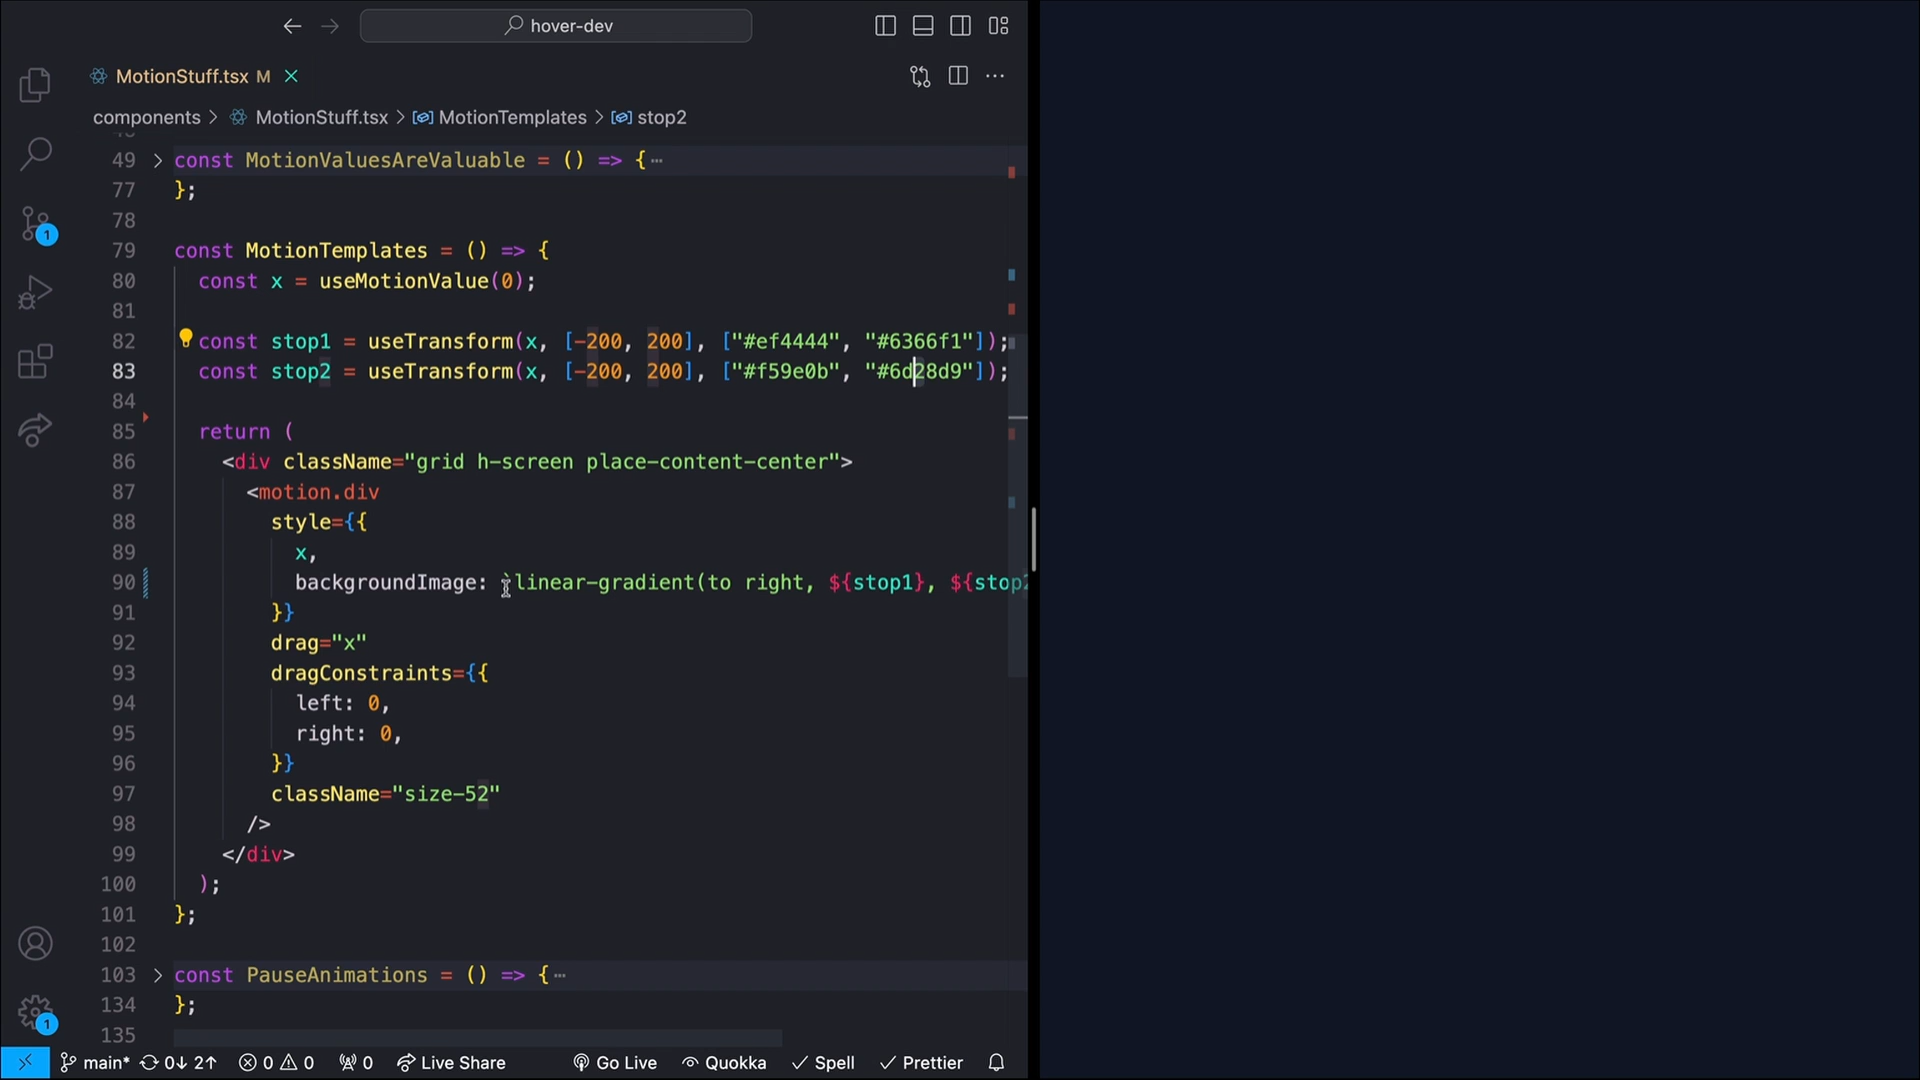 hover-dev
MotionStuff.tsx M
components > MotionStuff.tsx > MotionTemplates > stop2
49 const MotionValuesAreValuable = () => { ⋯
77 };
78
79 const MotionTemplates = () => {
80 const x = useMotionValue(0);
81
82 const stop1 = useTransform(x, [-200, 200], ["#ef4444", "#6366f1"]);
83 const stop2 = useTransform(x, [-200, 200], ["#f59e0b", "#6d28d9"]);
84
85 return (
86 <div className="grid h-screen place-content-center">
87 <motion.div
88 style={{
89 x,
90 backgroundImage: `linear-gradient(to right, ${stop1}, ${stop2
91 }}
92 drag="x"
93 dragConstraints={{
94 left: 0,
95 right: 0,
96 }}
97 className="size-52"
98 />
99 </div>
100 );
101 };
102
103 const PauseAnimations = () => { ⋯
134 };
135
1
1
main* 0↓ 2↑ 0 0 0 Live Share Go Live Quokka Spell Prettier